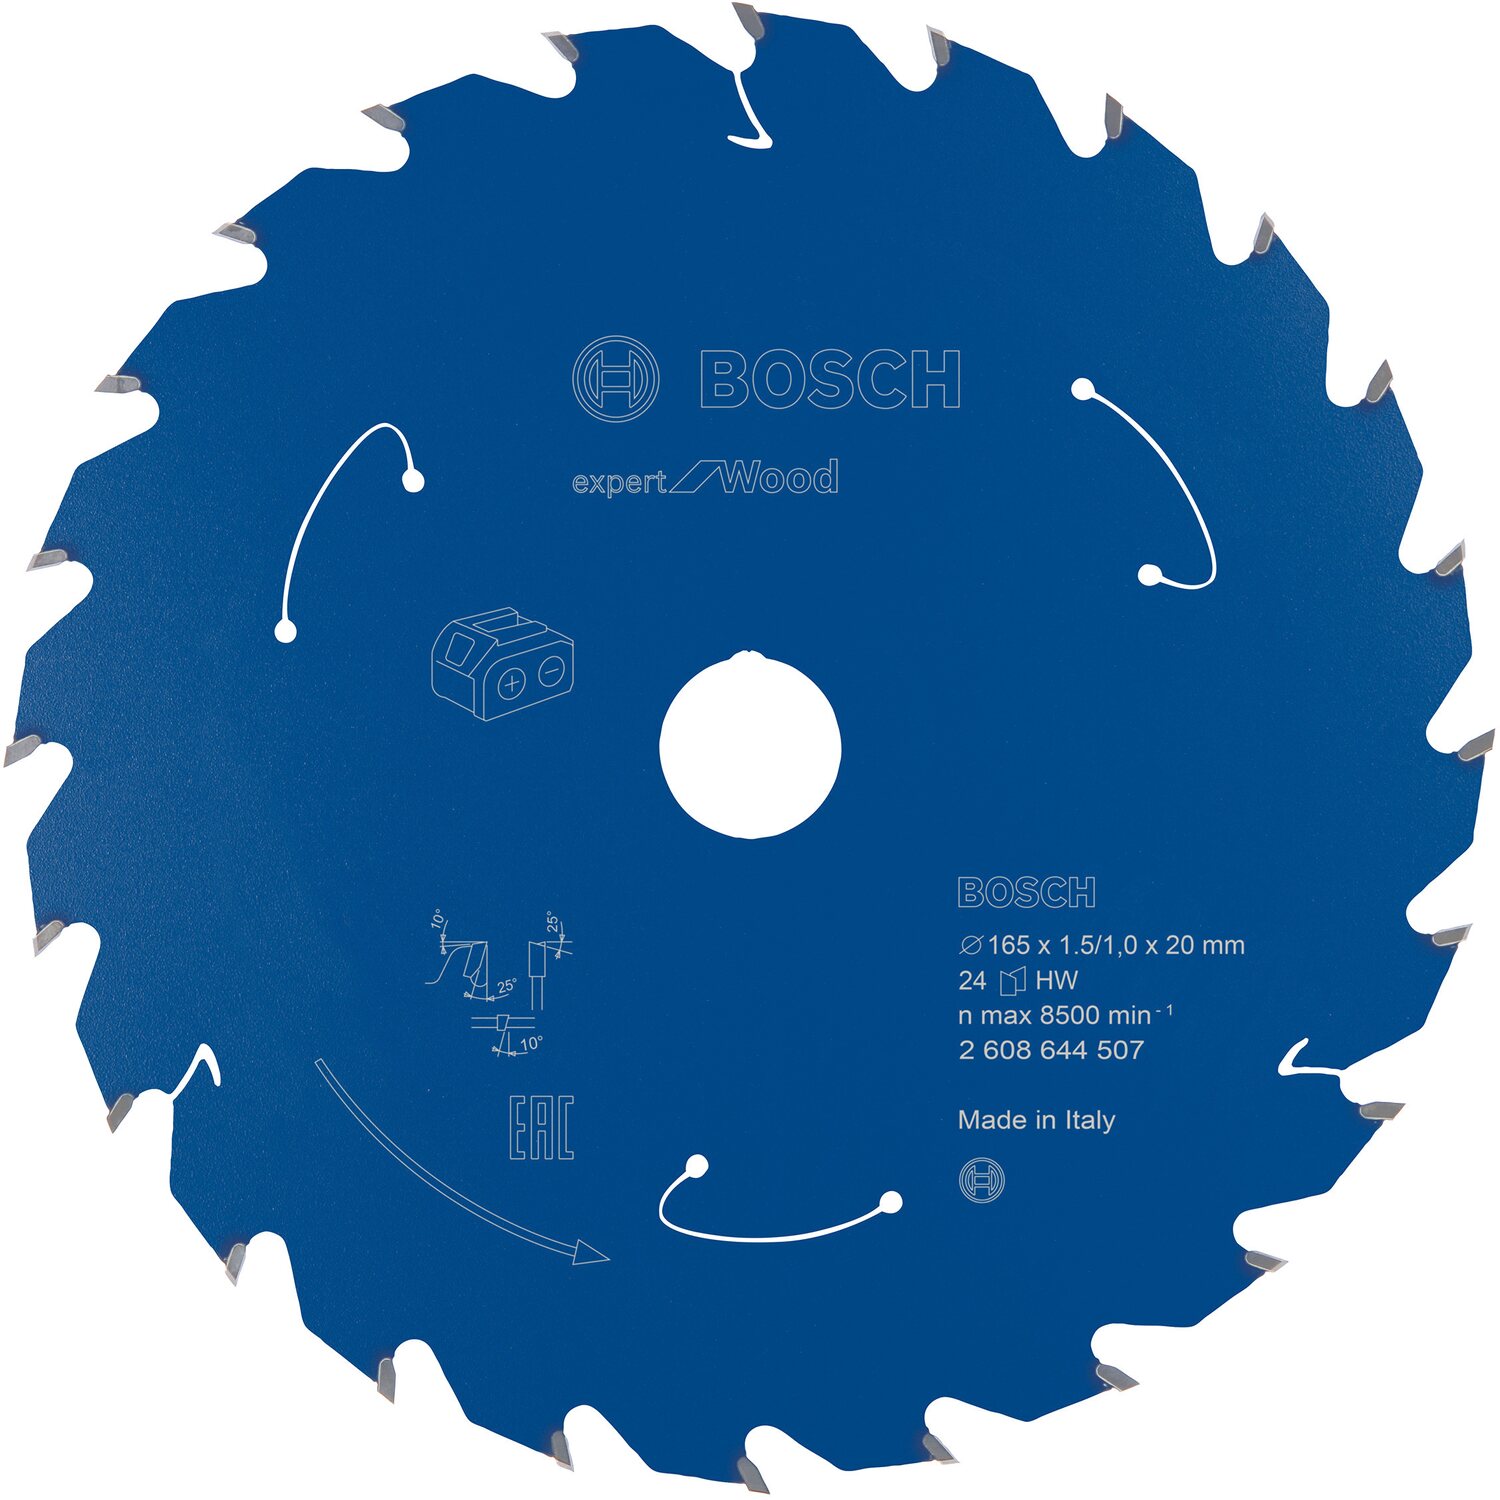 BOSCH
expert for Wood
+ −
10°
25°
25°
10°
EAC
BOSCH
⌀ 165 x 1.5/1,0 x 20 mm
24 HW
n max 8500 min⁻¹
2 608 644 507
Made in Italy